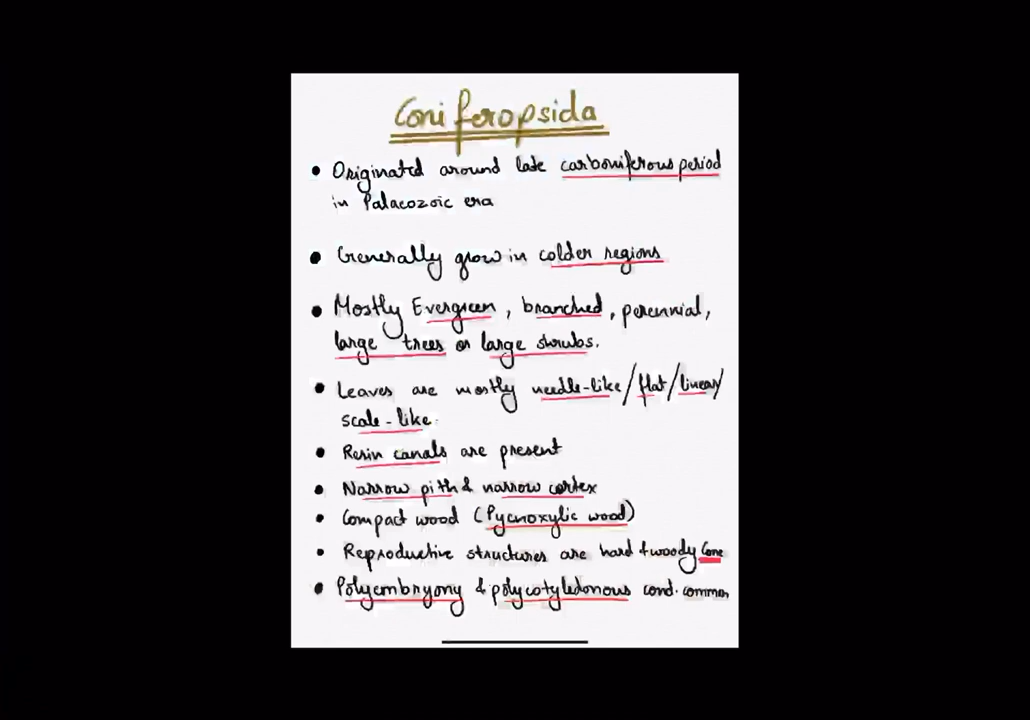 Coniferopsida
• Originated around late carboniferous period
in Palaeozoic era
• Generally grow in colder regions
• Mostly Evergreen, branched, perennial,
large trees or large shrubs.
• Leaves are mostly needle-like/flat/linear/
scale-like.
• Resin canals are present
• Narrow pith & narrow cortex
• Compact wood (Pycnoxylic wood)
• Reproductive structures are hard & woody Cone
• Polyembryony & polycotyledonous cond. common